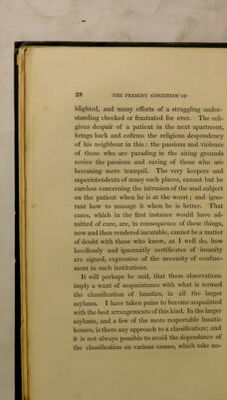 28 THE PRESENT CONDITION OF
blighted, and many efforts of a struggling under-
standing checked or frustrated for ever. The reli-
gious despair of a patient in the next apartment,
brings back and cofirms the religious despondency
of his neighbour in this: the passions and violence
of those who are parading in the airing grounds
revive the passions and raving of those who are
becoming more tranquil. The very keepers and
superintendents of many such places, cannot but be
careless concerning the intrusion of the mad subject
on the patient when he is at the worst; and igno-
rant how to manage it when he is better. That
cases, which in the first instance would have ad-
mitted of cure, are, in consequence of these things,
now and then rendered incurable, cannot be a matter
of doubt with those who know, as I well do, how
heedlessly and ignorantly certificates of insanity
are signed, expressive of the necessity of confine-
ment in such institutions.
It will perhaps be said, that these observations
imply a want of acquaintance with what is termed
the classification of lunatics, in all the larger
asylums. I have taken pains to become acquainted
with the best arrangements of this kind. In the larger
asylums, and a few of the more respectable lunatic
houses, is there any approach to a classification; and
it is not always possible to avoid the dependance of
the classification on various causes, which take no-